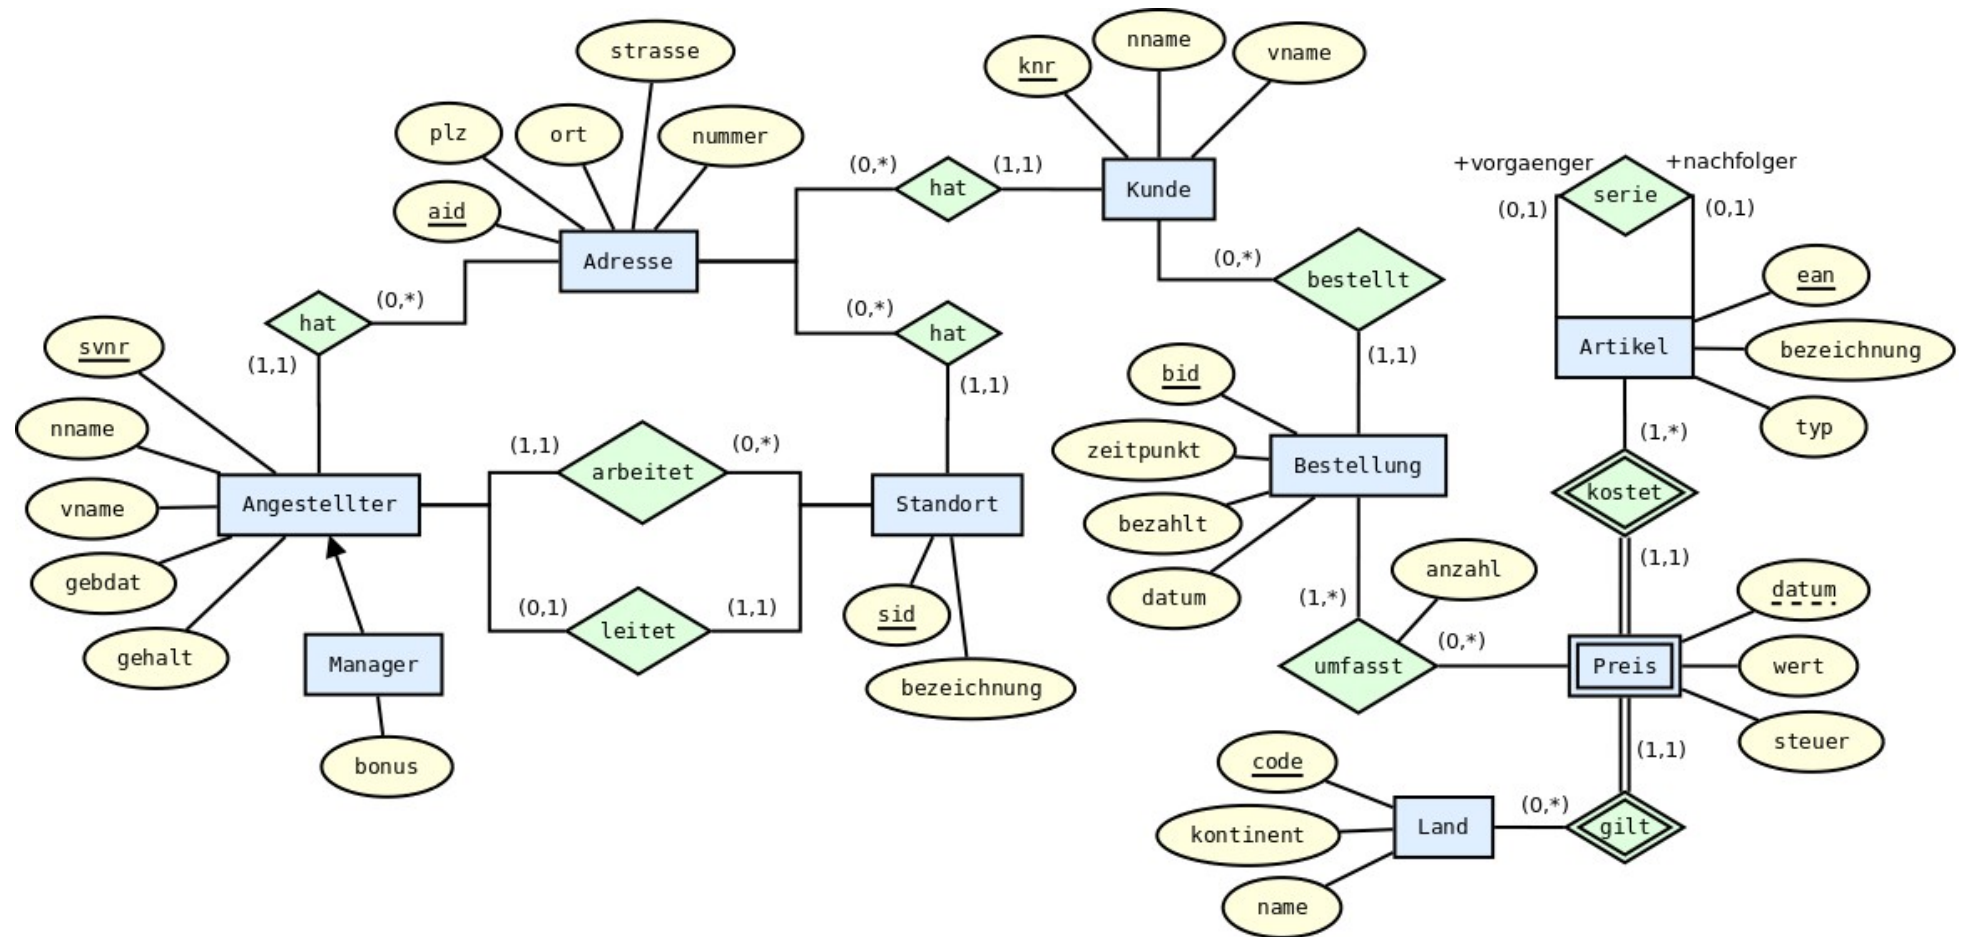 strasse
plz
ort
nummer
aid
Adresse
knr
nname
vname
(0,*)
hat
(1,1)
Kunde
+vorgaenger
+nachfolger
serie
(0,1)
(0,1)
ean
Artikel
bezeichnung
typ
(0,*)
bestellt
(1,1)
hat
(0,*)
(1,1)
(0,*)
hat
(1,1)
svnr
nname
vname
gebdat
gehalt
Angestellter
(1,1)
arbeitet
(0,*)
Standort
(0,1)
leitet
(1,1)
sid
bezeichnung
Manager
bonus
bid
zeitpunkt
bezahlt
datum
Bestellung
(1,*)
kostet
(1,1)
anzahl
(1,*)
umfasst
(0,*)
Preis
datum
wert
steuer
(1,1)
code
kontinent
name
Land
(0,*)
gilt